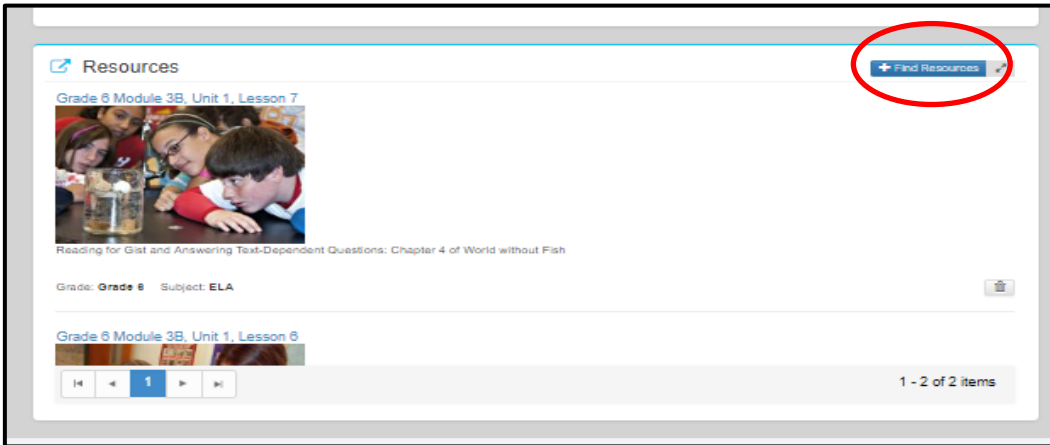 Resources
+ Find Resources
Grade 6 Module 3B, Unit 1, Lesson 7
Reading for Gist and Answering Text-Dependent Questions: Chapter 4 of World without Fish
Grade: Grade 6 Subject: ELA
Grade 6 Module 3B, Unit 1, Lesson 6
1
1 - 2 of 2 items